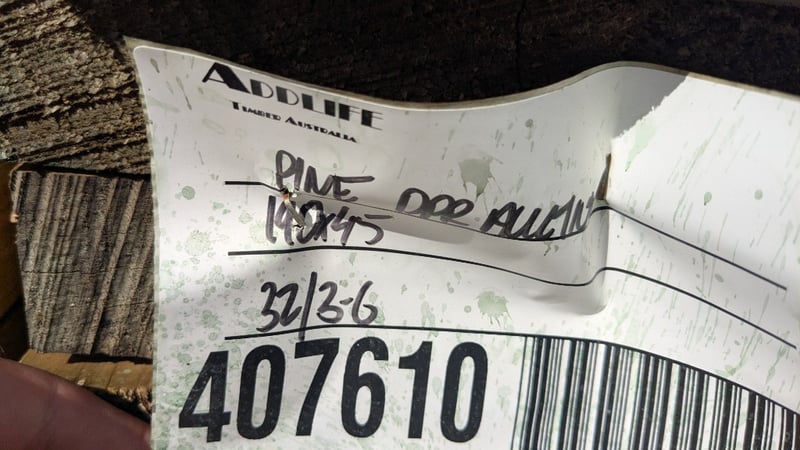 ADDLIFE
TIMBER AUSTRALIA
PINE
140x45
32/3-6
407610